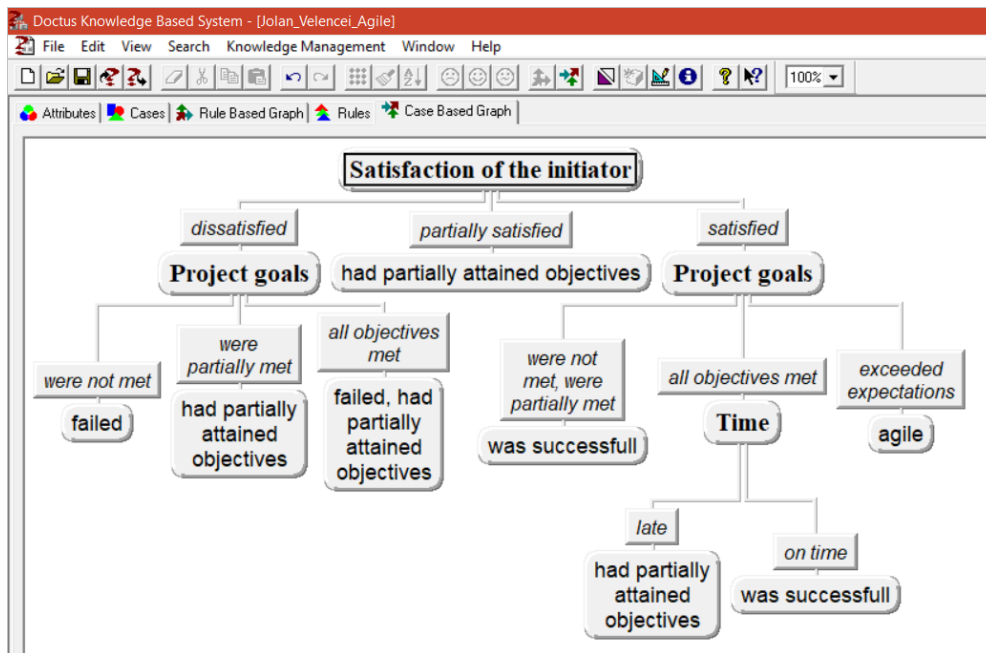 Doctus Knowledge Based System - [Jolan_Velencei_Agile]
File Edit View Search Knowledge Management Window Help
100%
Attributes Cases Rule Based Graph Rules Case Based Graph
Satisfaction of the initiator
dissatisfied
partially satisfied
satisfied
Project goals
had partially attained objectives
Project goals
were not met
were
partially met
all objectives
met
were not
met, were
partially met
all objectives met
exceeded
expectations
failed
had partially
attained
objectives
failed, had
partially
attained
objectives
was successfull
Time
agile
late
on time
had partially
attained
objectives
was successfull